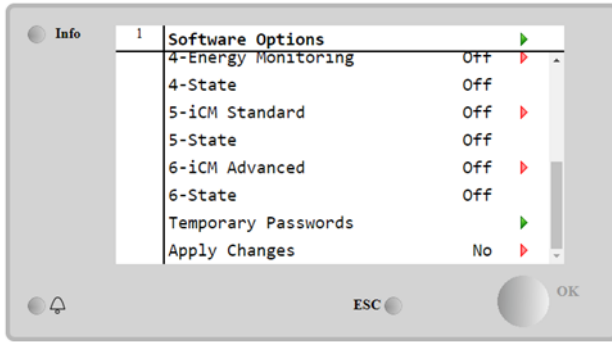 Info
1 Software Options
4-Energy Monitoring Off
4-State Off
5-iCM Standard Off
5-State Off
6-iCM Advanced Off
6-State Off
Temporary Passwords
Apply Changes No
ESC
OK